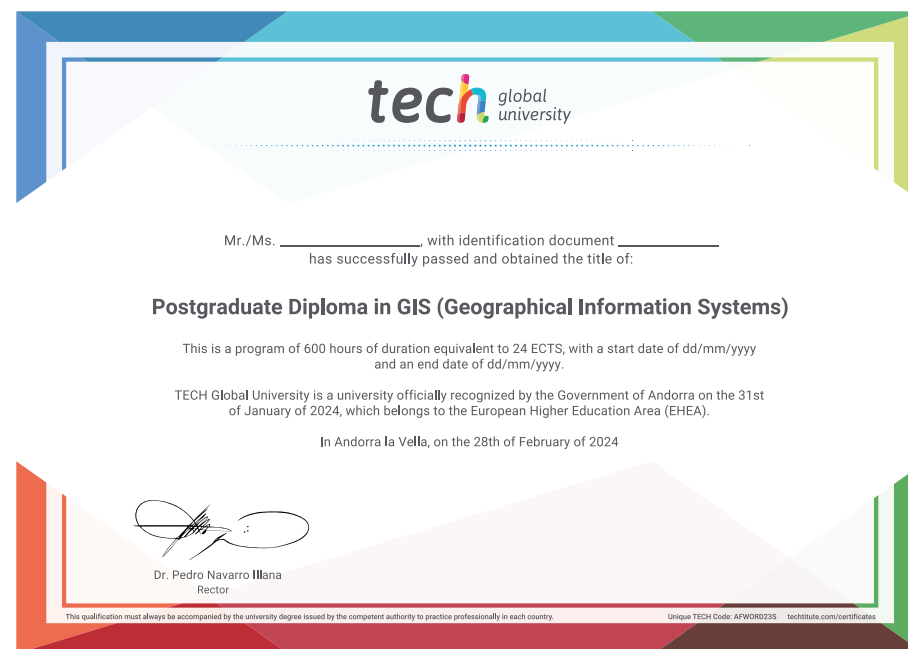 tech global university
Mr./Ms. ____________________, with identification document ______________
has successfully passed and obtained the title of:
Postgraduate Diploma in GIS (Geographical Information Systems)
This is a program of 600 hours of duration equivalent to 24 ECTS, with a start date of dd/mm/yyyy
and an end date of dd/mm/yyyy.
TECH Global University is a university officially recognized by the Government of Andorra on the 31st
of January of 2024, which belongs to the European Higher Education Area (EHEA).
In Andorra la Vella, on the 28th of February of 2024
Dr. Pedro Navarro Illana
Rector
This qualification must always be accompanied by the university degree issued by the competent authority to practice professionally in each country.
Unique TECH Code: AFWORD23S techtitute.com/certificates